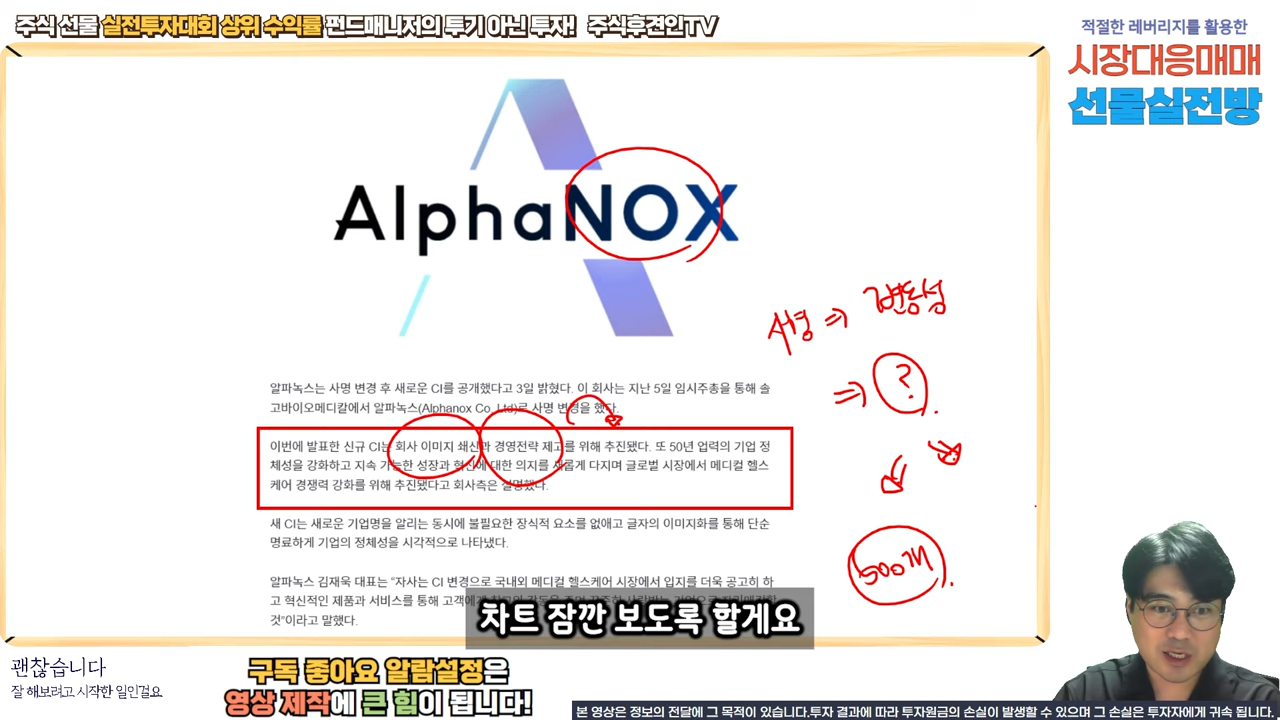 주식 선물 실전투자대회 상위 수익률 펀드매니저의 투기 아닌 투자! 주식후견인TV
적절한 레버리지를 활용한
시장대응매매
선물실전방
AlphaNOX
사명 ⇒ 변동성
⇒ ?
500개
알파녹스는 사명 변경 후 새로운 CI를 공개했다고 3일 밝혔다. 이 회사는 지난 5일 임시주총을 통해 솔
고바이오메디칼에서 알파녹스(Alphanox Co. Ltd)로 사명 변경을 했다.
이번에 발표한 신규 CI는 회사 이미지 쇄신과 경영전략 제고를 위해 추진됐다. 또 50년 업력의 기업 정
체성을 강화하고 지속 가능한 성장과 혁신에 대한 의지를 새롭게 다지며 글로벌 시장에서 메디컬 헬스
케어 경쟁력 강화를 위해 추진됐다고 회사측은 설명했다.
새 CI는 새로운 기업명을 알리는 동시에 불필요한 장식적 요소를 없애고 글자의 이미지화를 통해 단순
명료하게 기업의 정체성을 시각적으로 나타냈다.
알파녹스 김재욱 대표는 “자사는 CI 변경으로 국내외 메디컬 헬스케어 시장에서 입지를 더욱 공고히 하
고 혁신적인 제품과 서비스를 통해 고객에게
것”이라고 말했다.
차트 잠깐 보도록 할게요
괜찮습니다
잘 해보려고 시작한 일인걸요
구독 좋아요 알람설정은
영상 제작에 큰 힘이 됩니다!
본 영상은 정보의 전달에 그 목적이 있습니다.투자 결과에 따라 투자원금의 손실이 발생할 수 있으며 그 손실은 투자자에게 귀속 됩니다.